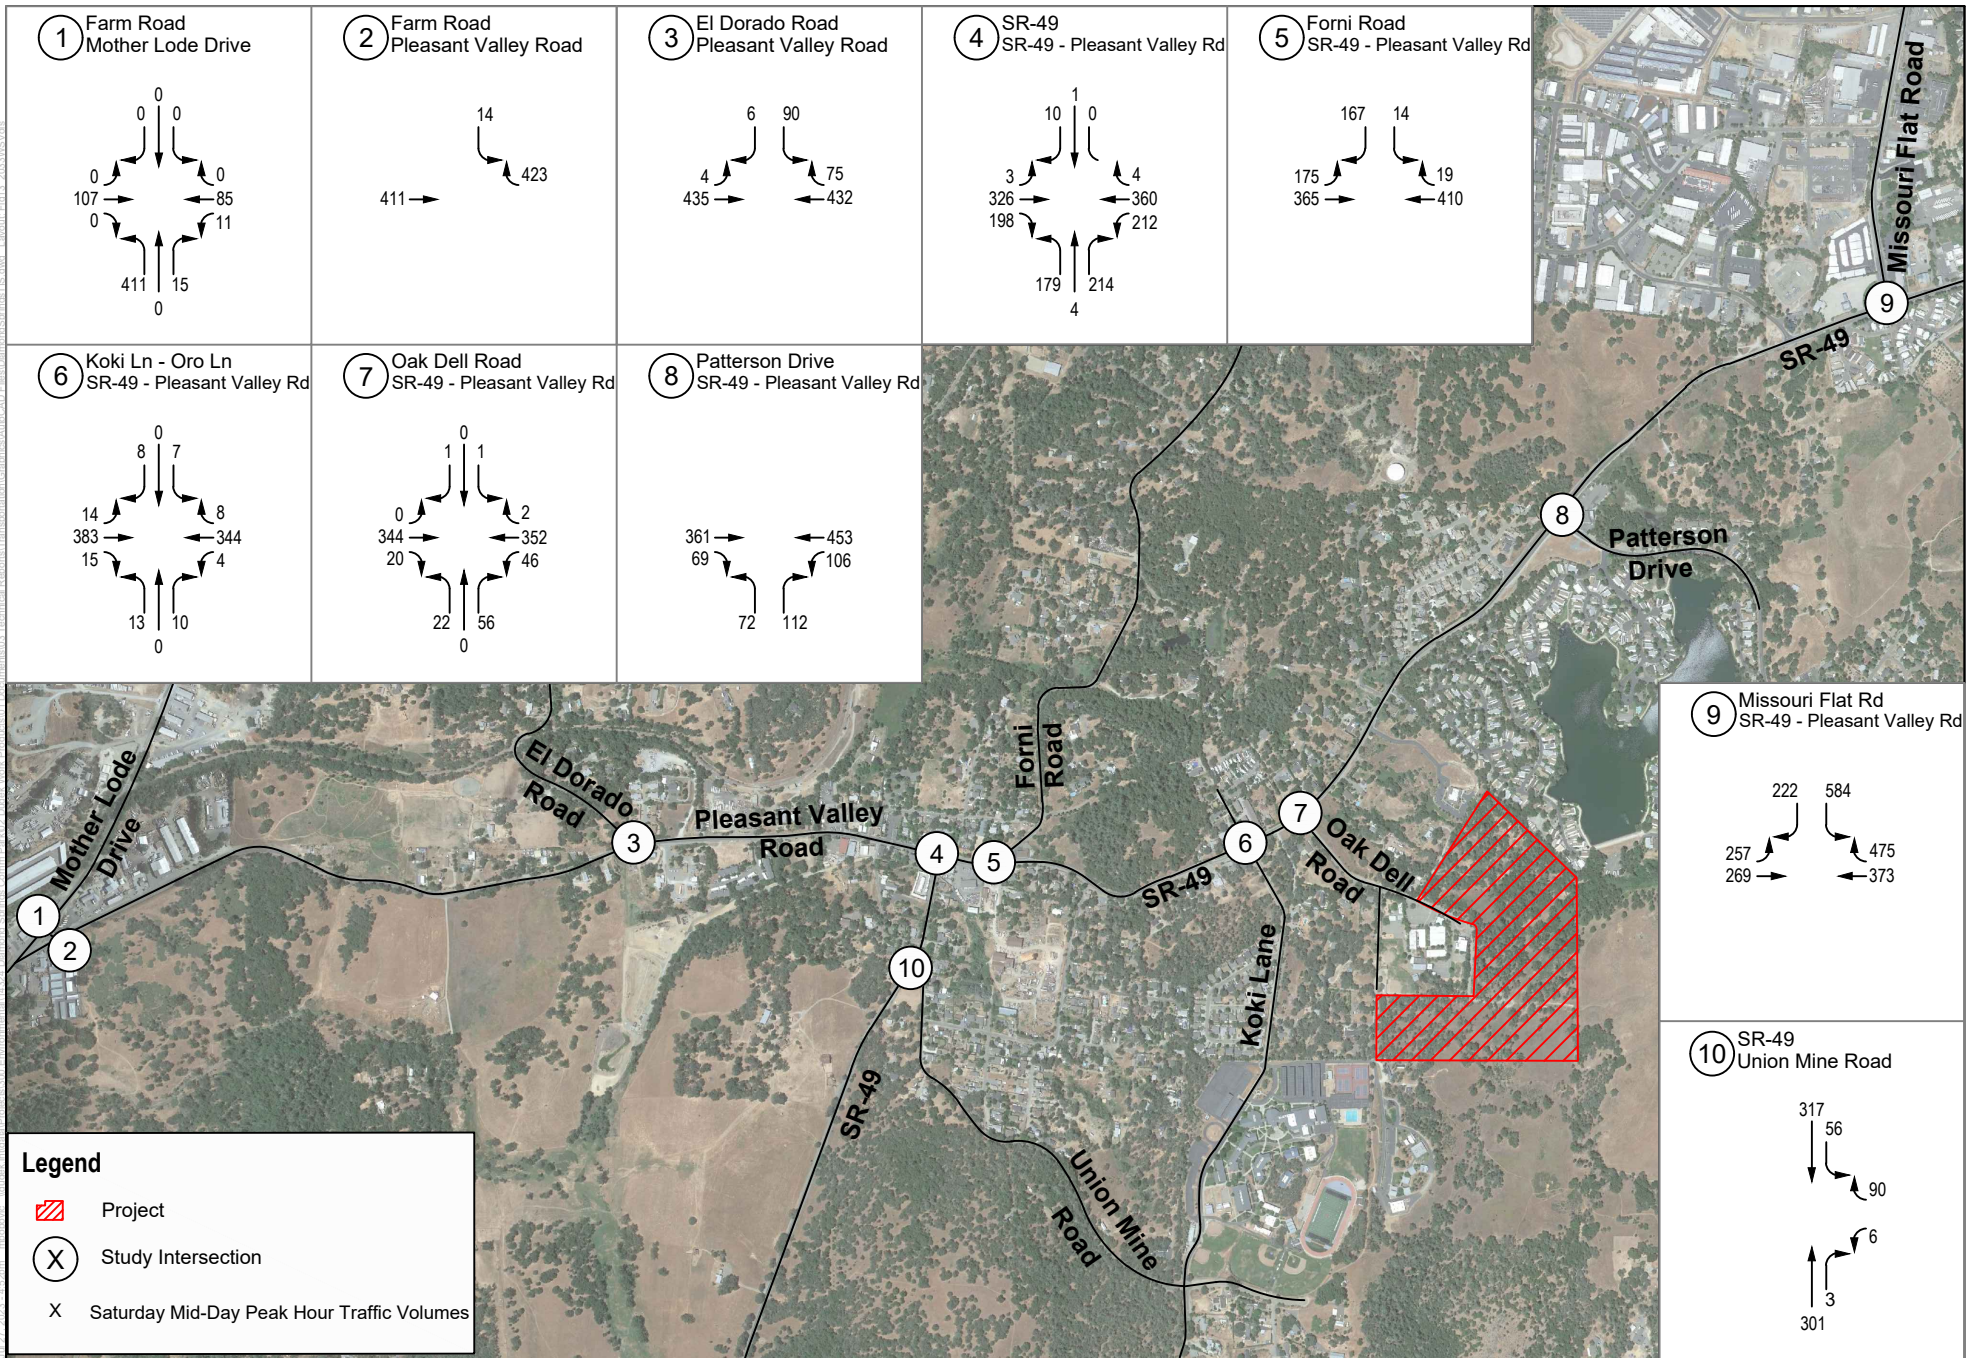 1
Farm Road
Mother Lode Drive
0
0
0
0
107
0
0
85
11
411
15
0
2
Farm Road
Pleasant Valley Road
14
423
411
3
El Dorado Road
Pleasant Valley Road
6
90
4
435
75
432
4
SR-49
SR-49 - Pleasant Valley Rd
1
10
0
3
326
198
4
360
212
179
214
4
5
Forni Road
SR-49 - Pleasant Valley Rd
167
14
175
365
19
410
6
Koki Ln - Oro Ln
SR-49 - Pleasant Valley Rd
0
8
7
14
383
15
8
344
4
13
10
0
7
Oak Dell Road
SR-49 - Pleasant Valley Rd
0
1
1
0
344
20
2
352
46
22
56
0
8
Patterson Drive
SR-49 - Pleasant Valley Rd
361
69
453
106
72
112
9
Missouri Flat Rd
SR-49 - Pleasant Valley Rd
222
584
257
269
475
373
10
SR-49
Union Mine Road
317
56
90
6
3
301
Missouri Flat Road
9
SR-49
8
Patterson
Drive
Forni
Road
7
6
Oak Dell
Road
SR-49
Koki Lane
El Dorado
Road
3
Pleasant Valley
Road
4
5
Mother Lode
Drive
1
2
10
SR-49
Union Mine
Road
Legend
Project
X
Study Intersection
X
Saturday Mid-Day Peak Hour Traffic Volumes